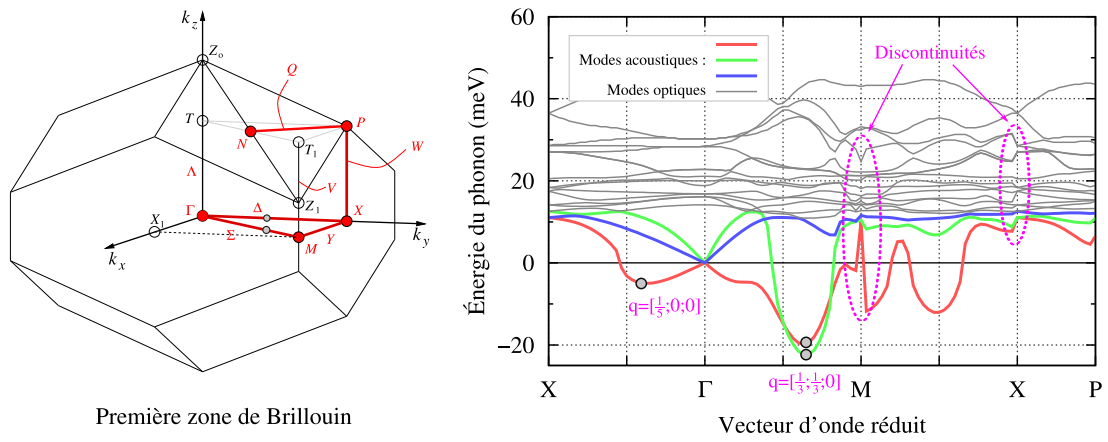 k_z
Z_0
Q
P
T
N
T_1
W
Λ
V
Z_1
Γ
Δ
X
X_1
Σ
M
Y
k_y
k_x
Première zone de Brillouin
60
40
20
0
−20
Énergie du phonon (meV)
Modes acoustiques :
Modes optiques
Discontinuités
q=[1/5;0;0]
q=[1/3;1/3;0]
X Γ M X P
Vecteur d'onde réduit